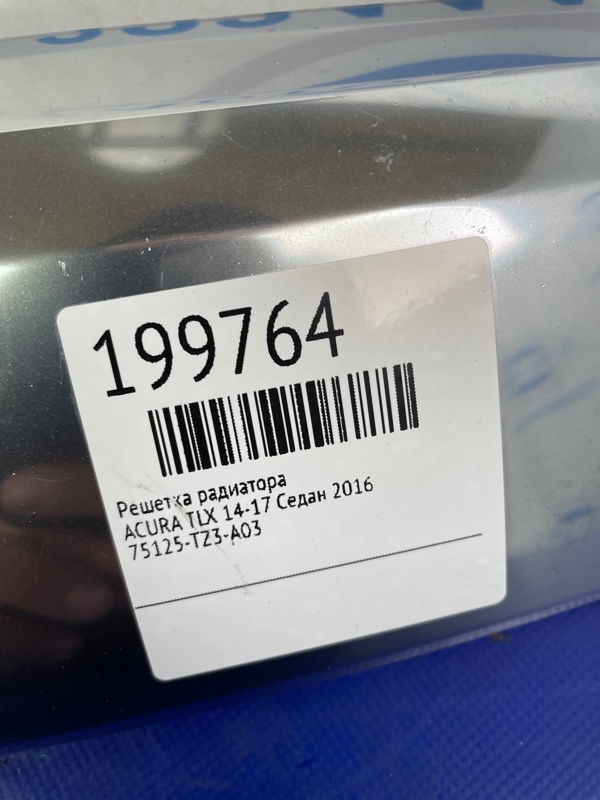 199764
Решетка радиатора
ACURA TLX 14-17 Седан 2016
75125-TZ3-A03